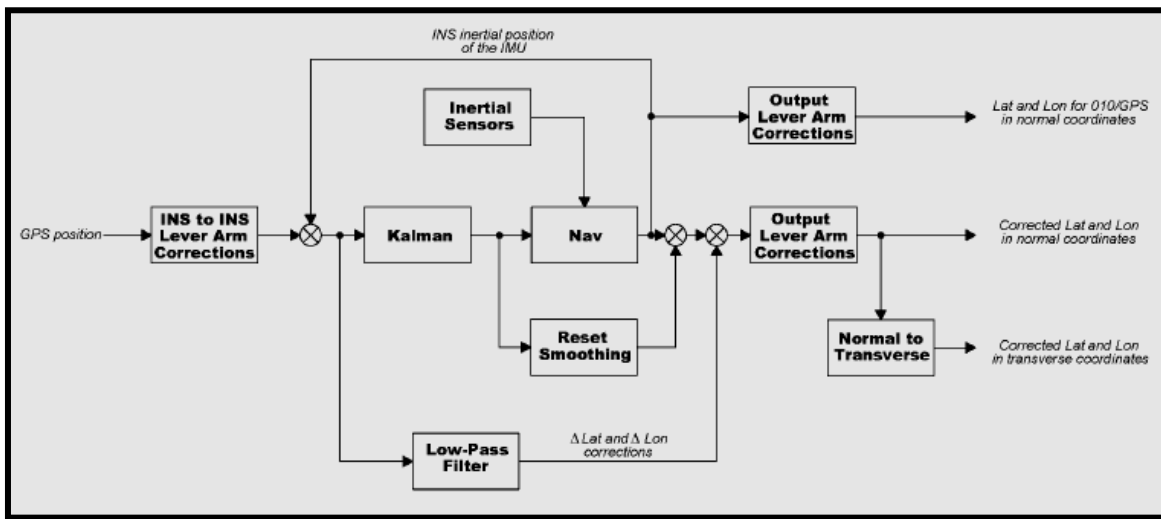 INS inertial position
of the IMU
Inertial
Sensors
Output
Lever Arm
Corrections
Lat and Lon for 010/GPS
in normal coordinates
GPS position
INS to INS
Lever Arm
Corrections
Kalman
Nav
Output
Lever Arm
Corrections
Corrected Lat and Lon
in normal coordinates
Reset
Smoothing
Normal to
Transverse
Corrected Lat and Lon
in transverse coordinates
Low-Pass
Filter
Δ Lat and Δ Lon
corrections